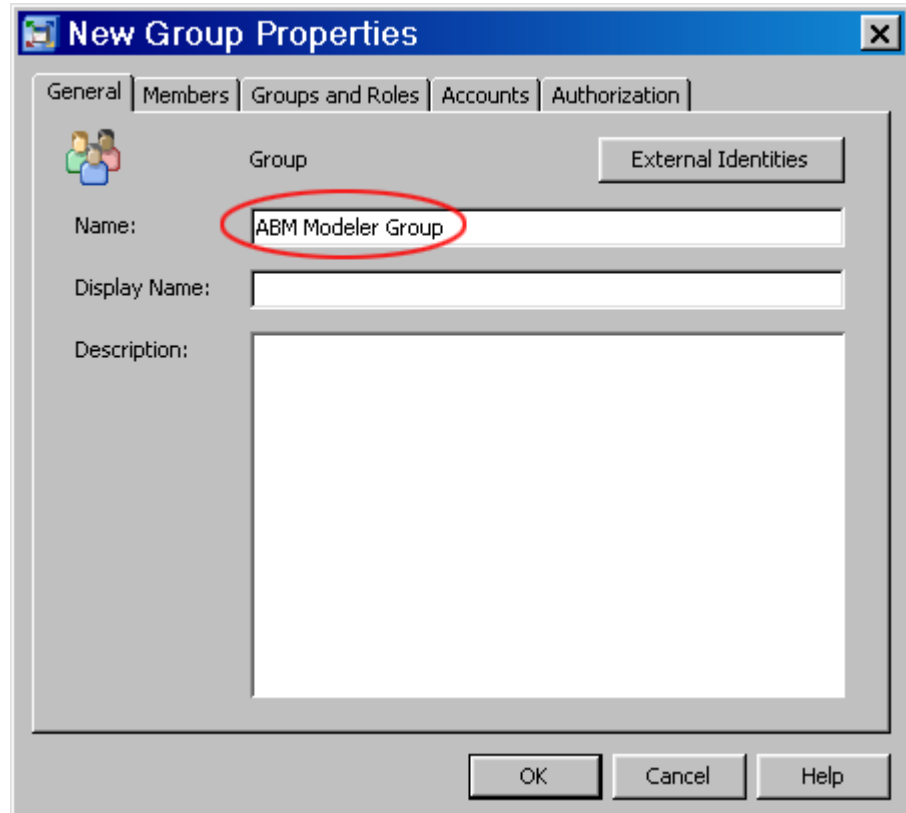 New Group Properties
General Members Groups and Roles Accounts Authorization
Group External Identities
Name: ABM Modeler Group
Display Name:
Description:
OK Cancel Help